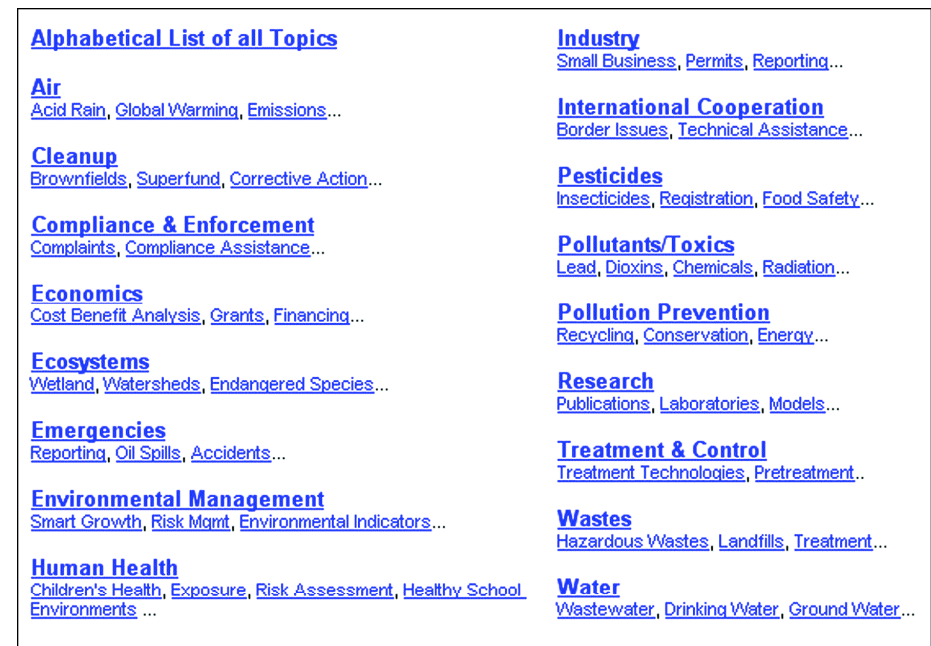 Alphabetical List of all Topics
Air
Acid Rain, Global Warming, Emissions...
Cleanup
Brownfields, Superfund, Corrective Action...
Compliance & Enforcement
Complaints, Compliance Assistance...
Economics
Cost Benefit Analysis, Grants, Financing...
Ecosystems
Wetland, Watersheds, Endangered Species...
Emergencies
Reporting, Oil Spills, Accidents...
Environmental Management
Smart Growth, Risk Mgmt, Environmental Indicators...
Human Health
Children's Health, Exposure, Risk Assessment, Healthy School
Environments ...
Industry
Small Business, Permits, Reporting...
International Cooperation
Border Issues, Technical Assistance...
Pesticides
Insecticides, Registration, Food Safety...
Pollutants/Toxics
Lead, Dioxins, Chemicals, Radiation...
Pollution Prevention
Recycling, Conservation, Energy...
Research
Publications, Laboratories, Models...
Treatment & Control
Treatment Technologies, Pretreatment..
Wastes
Hazardous Wastes, Landfills, Treatment...
Water
Wastewater, Drinking Water, Ground Water...